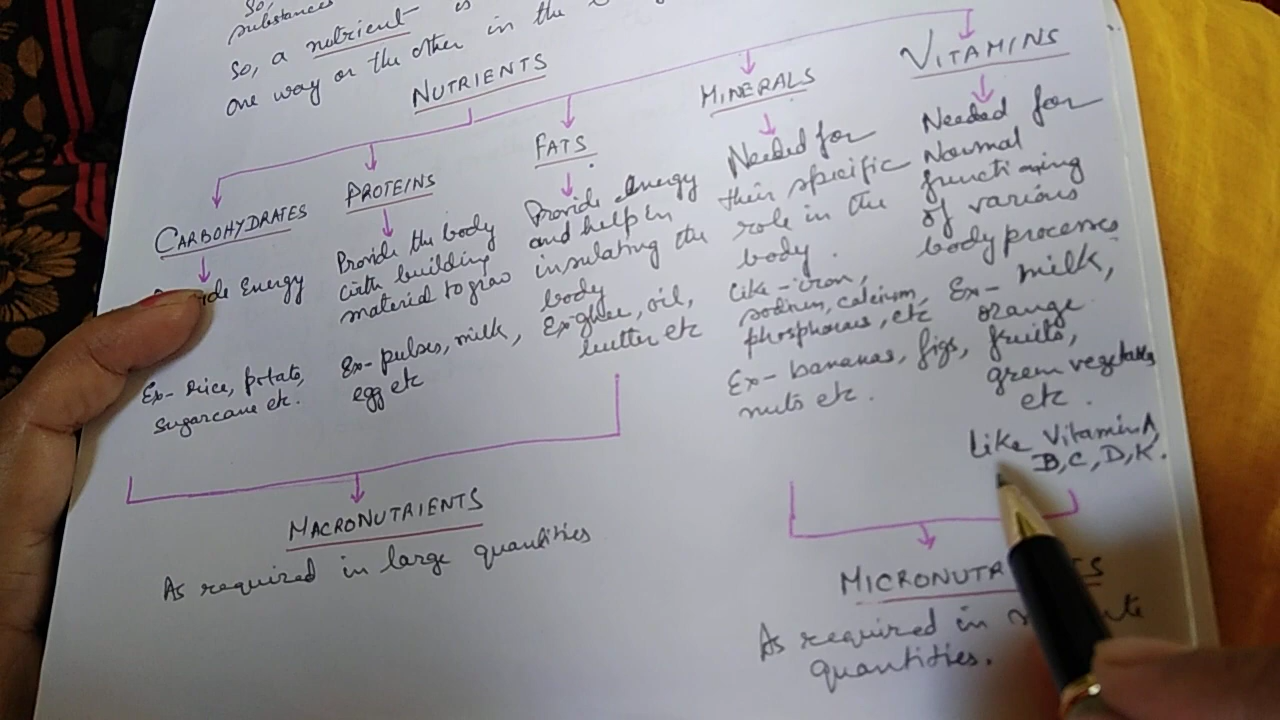 So,
substances
So, a nutrient is
one way or the other in the
NUTRIENTS
CARBOHYDRATES
Energy
Ex- rice, potato,
sugarcane etc.
PROTEINS
Provide the body
with building
material to grow
Ex- pulses, milk,
egg etc
FATS
Provide energy
and help in
insulating the
body
Ex- ghee, oil,
butter etc
MACRONUTRIENTS
As required in large quantities
MINERALS
Needed for
their specific
role in the
body.
like - iron,
sodium, calcium,
phosphorous, etc
Ex- bananas, figs,
nuts etc.
VITAMINS
Needed for
Normal
functioning
of various
body processes
Ex- milk,
orange
fruits,
green vegetables
etc.
like Vitamin A,
B, C, D, K.
As required in
quantities.